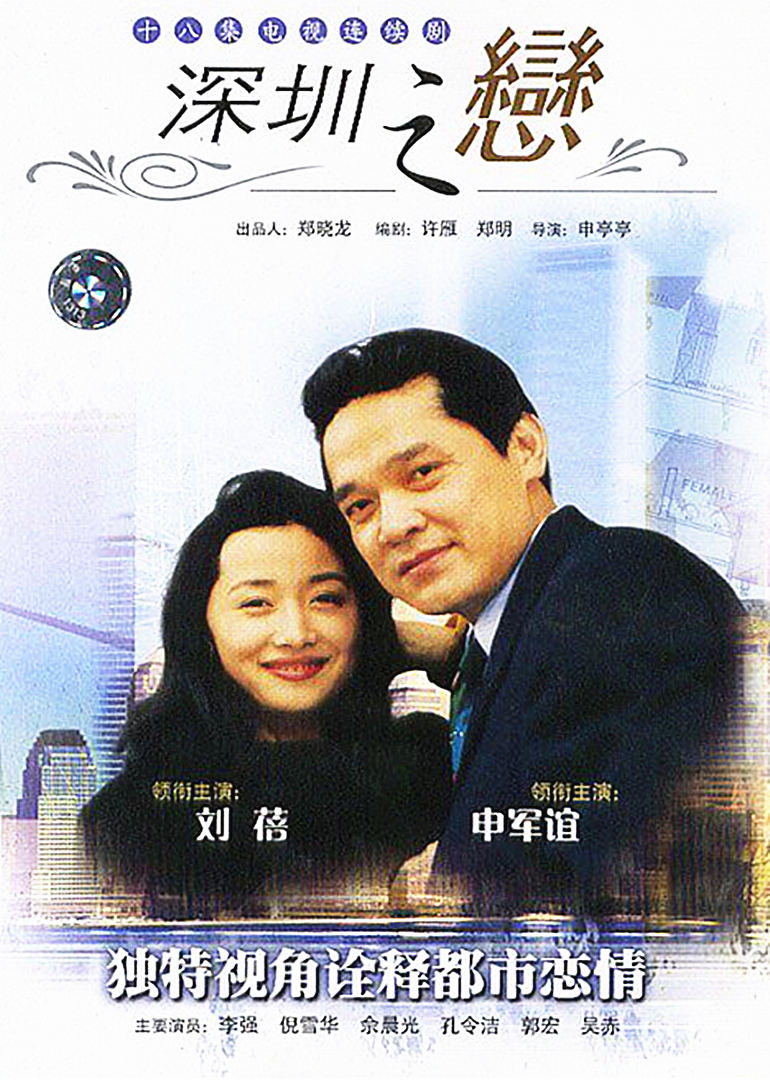 十八集电视连续剧
深圳之戀
出品人：郑晓龙 编剧：许雁 郑明 导演：申亭亭
FEMALE
领衔主演： 领衔主演：
刘蓓 申军谊
独特视角诠释都市恋情
主要演员：李强 倪雪华 余晨光 孔令洁 郭宏 吴赤